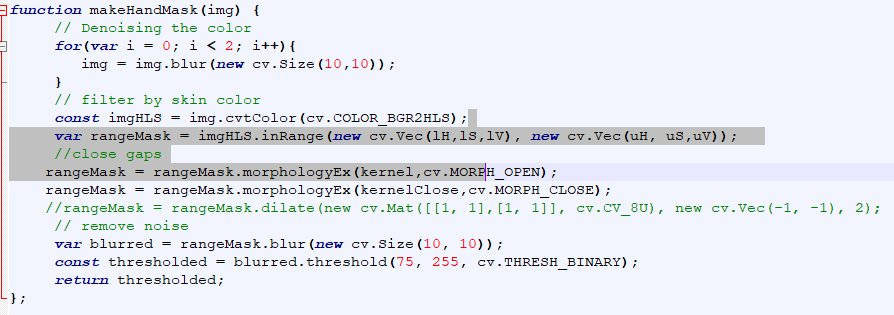 function makeHandMask(img) {
// Denoising the color
for(var i = 0; i < 2; i++){
img = img.blur(new cv.Size(10,10));
}
// filter by skin color
const imgHLS = img.cvtColor(cv.COLOR_BGR2HLS);
var rangeMask = imgHLS.inRange(new cv.Vec(lH,lS,lV), new cv.Vec(uH, uS,uV));
//close gaps
rangeMask = rangeMask.morphologyEx(kernel,cv.MORPH_OPEN);
rangeMask = rangeMask.morphologyEx(kernelClose,cv.MORPH_CLOSE);
//rangeMask = rangeMask.dilate(new cv.Mat([[1, 1],[1, 1]], cv.CV_8U), new cv.Vec(-1, -1), 2);
// remove noise
var blurred = rangeMask.blur(new cv.Size(10, 10));
const thresholded = blurred.threshold(75, 255, cv.THRESH_BINARY);
return thresholded;
};